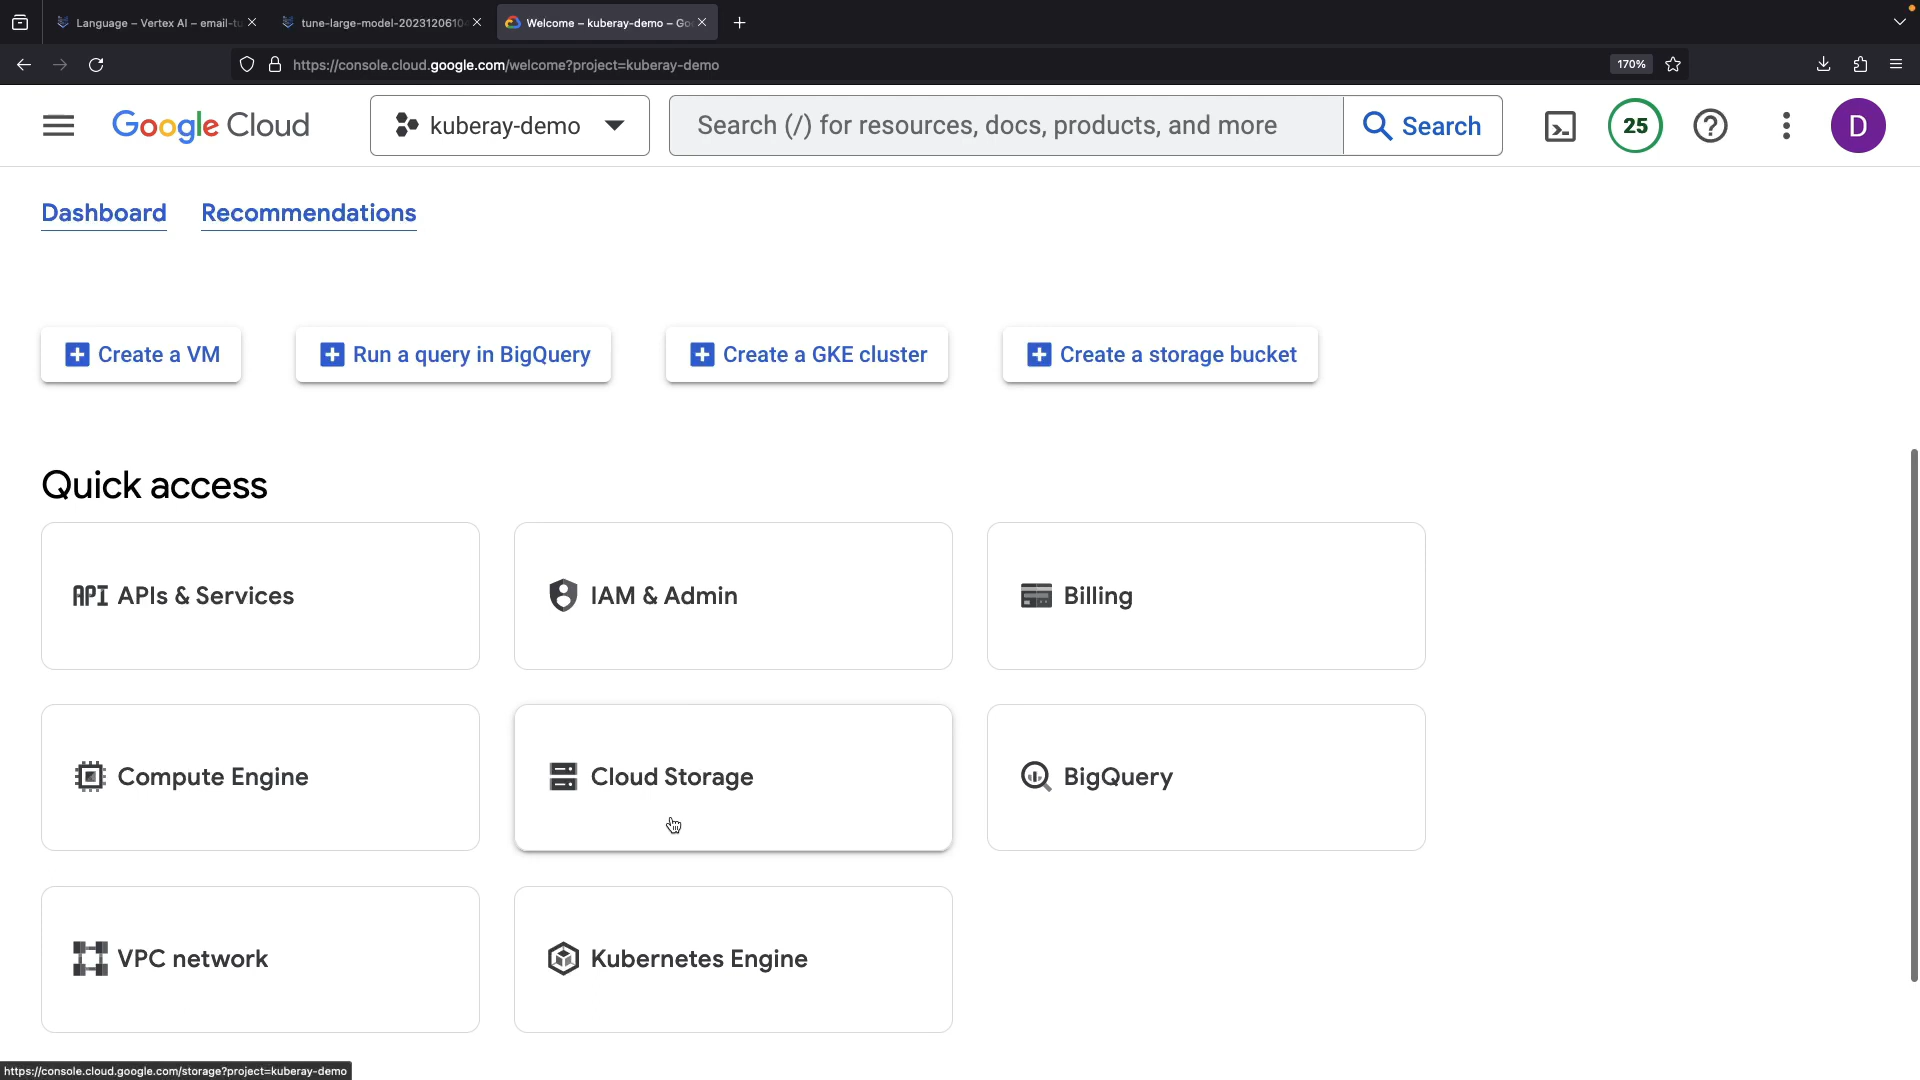 Language – Vertex AI – email-tu
tune-large-model-2023120610
Welcome – kuberay-demo – Go
https://console.cloud.google.com/welcome?project=kuberay-demo
170%
Google Cloud
kuberay-demo
Search (/) for resources, docs, products, and more
Search
25
D
Dashboard
Recommendations
Create a VM
Run a query in BigQuery
Create a GKE cluster
Create a storage bucket
Quick access
API APIs & Services
IAM & Admin
Billing
Compute Engine
Cloud Storage
BigQuery
VPC network
Kubernetes Engine
https://console.cloud.google.com/storage?project=kuberay-demo